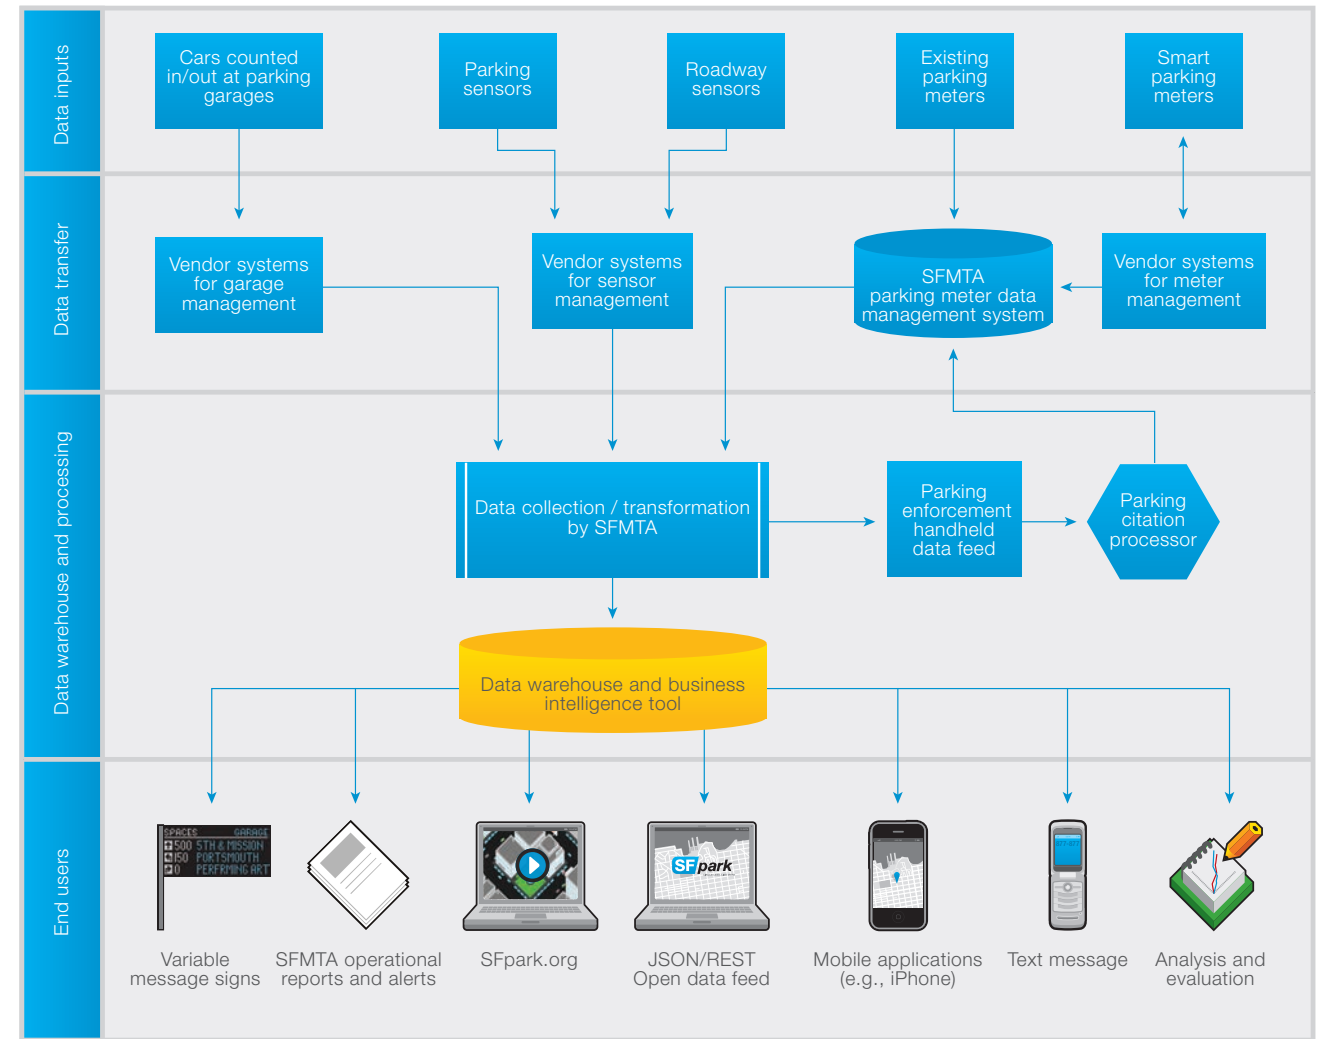 Data inputs
Cars counted
in/out at parking
garages
Parking
sensors
Roadway
sensors
Existing
parking
meters
Smart
parking
meters
Data transfer
Vendor systems
for garage
management
Vendor systems
for sensor
management
SFMTA
parking meter data
management system
Vendor systems
for meter
management
Data warehouse and processing
Data collection / transformation
by SFMTA
Parking
enforcement
handheld
data feed
Parking
citation
processor
Data warehouse and business
intelligence tool
End users
SPACES GARAGE
500 5TH & MISSION
150 PORTSMOUTH
0 PERFRMING ART
SFpark
Variable
message signs
SFMTA operational
reports and alerts
SFpark.org
JSON/REST
Open data feed
Mobile applications
(e.g., iPhone)
Text message
Analysis and
evaluation